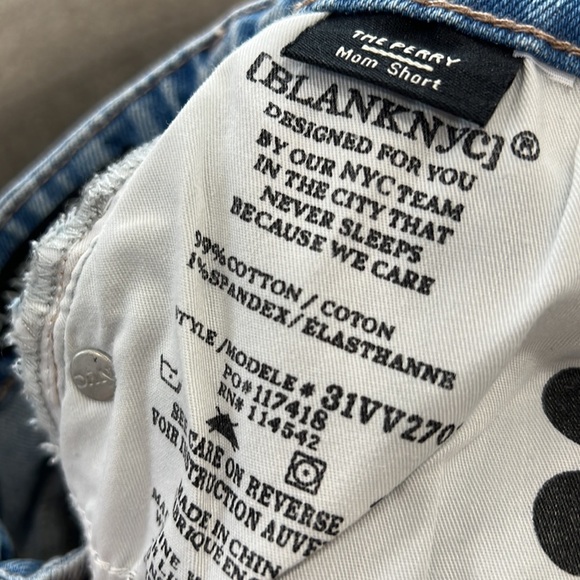 THE PERRY
Mom Short
[BLANKNYC]®
DESIGNED FOR YOU
BY OUR NYC TEAM
IN THE CITY THAT
NEVER SLEEPS
BECAUSE WE CARE
99% COTTON / COTON
1% SPANDEX / ELASTHANNE
STYLE / MODELE # 31VV270
PO# 117418
RN# 114542
SEE CARE ON REVERSE
VOIR INSTRUCTION
MADE IN